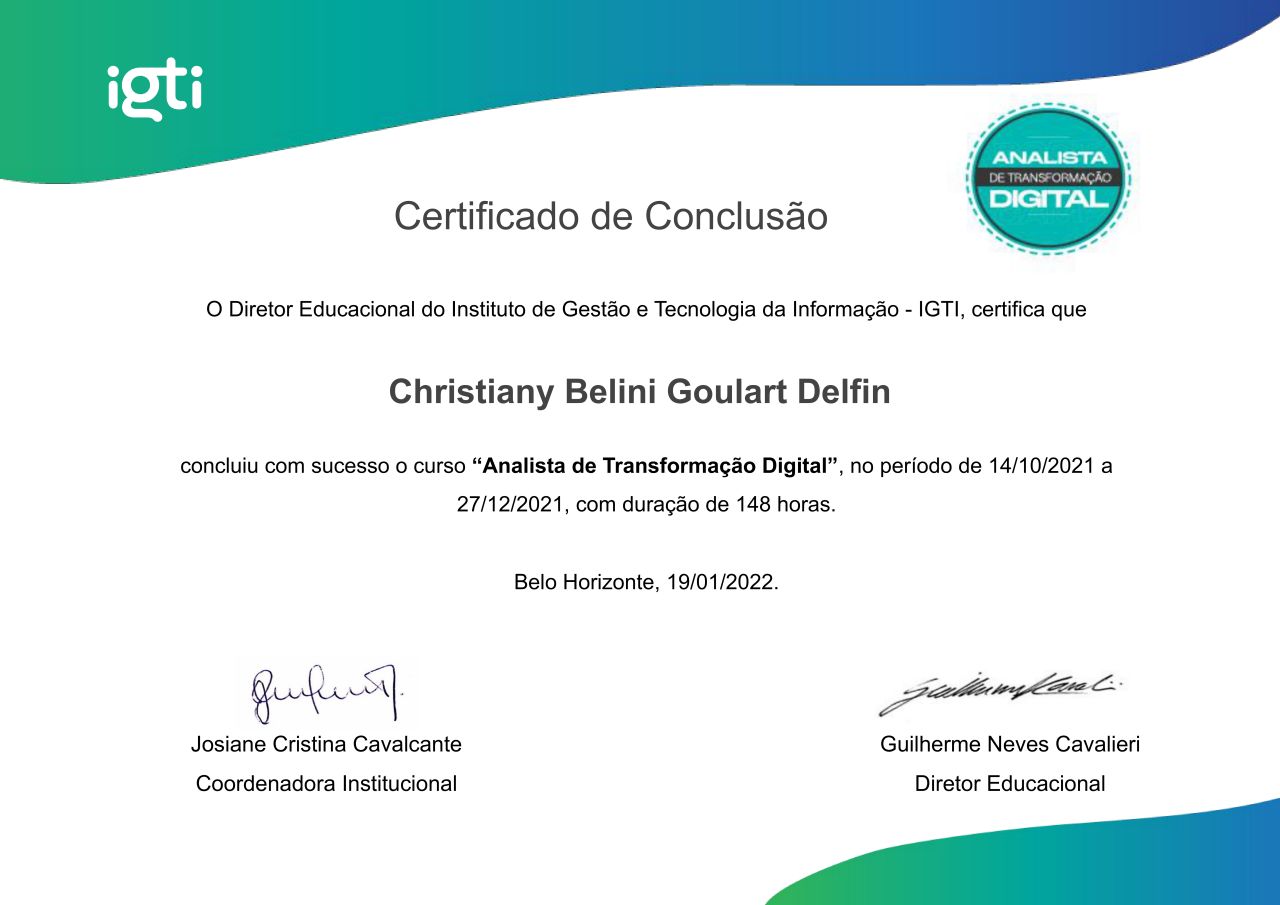 igti
ANALISTA
DE TRANSFORMAÇÃO
DIGITAL
Certificado de Conclusão
O Diretor Educacional do Instituto de Gestão e Tecnologia da Informação - IGTI, certifica que
Christiany Belini Goulart Delfin
concluiu com sucesso o curso “Analista de Transformação Digital”, no período de 14/10/2021 a
27/12/2021, com duração de 148 horas.
Belo Horizonte, 19/01/2022.
Josiane Cristina Cavalcante
Coordenadora Institucional
Guilherme Neves Cavalieri
Diretor Educacional